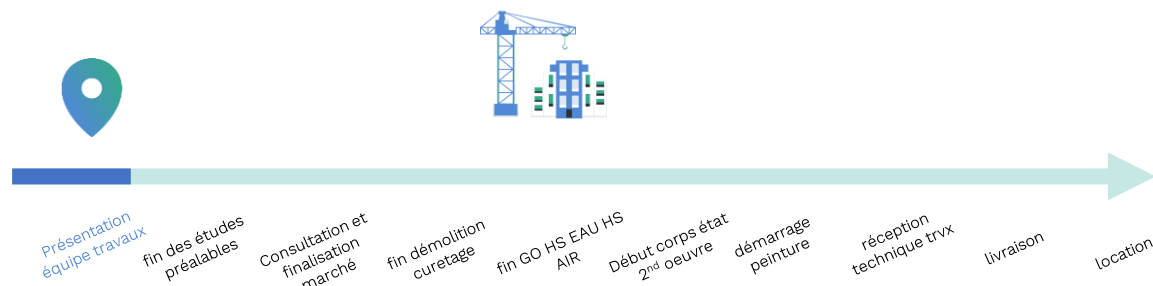 Présentation
équipe travaux
fin des études
préalables
Consultation et
finalisation
marché
fin démolition
curetage
fin GO HS EAU HS
AIR
Début corps état
2nd oeuvre
démarrage
peinture
réception
technique trvx
livraison
location